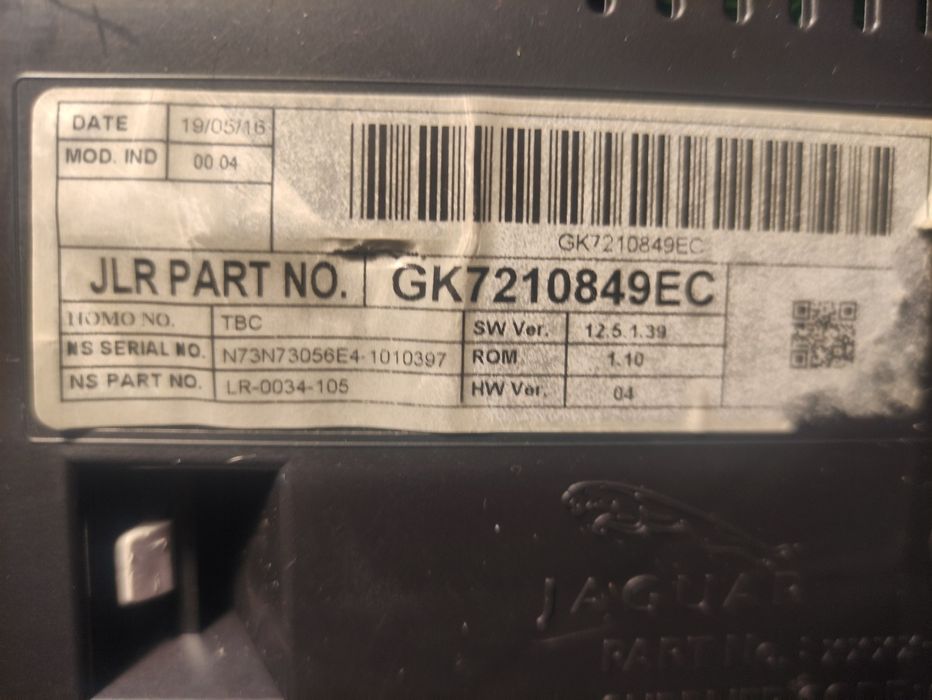 DATE 19/05/16
MOD. IND 00 04
GK7210849EC
JLR PART NO. GK7210849EC
HOMO NO. TBC SW Ver. 12.5.1.39
NS SERIAL NO. N73N73056E4-1010397 ROM 1.10
NS PART NO. LR-0034-105 HW Ver. 04
JAGUAR
PART No.